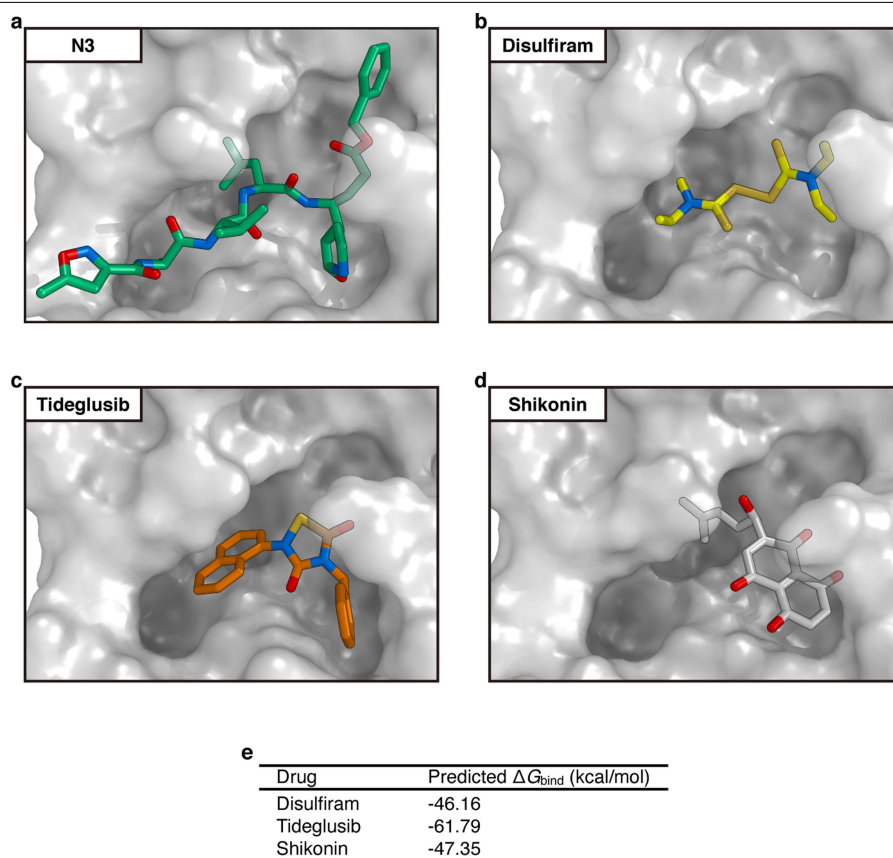 a
N3
b
Disulfiram
c
Tideglusib
d
Shikonin
e
Drug Predicted ΔGbind (kcal/mol)
Disulfiram -46.16
Tideglusib -61.79
Shikonin -47.35